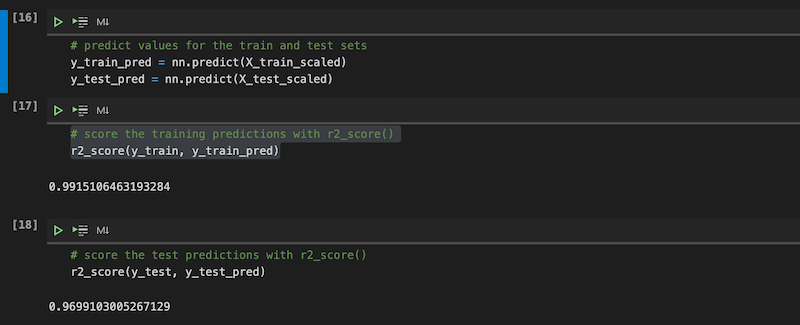 [16]
M↓
# predict values for the train and test sets
y_train_pred = nn.predict(X_train_scaled)
y_test_pred = nn.predict(X_test_scaled)
[17]
M↓
# score the training predictions with r2_score()
r2_score(y_train, y_train_pred)
0.9915106463193284
[18]
M↓
# score the test predictions with r2_score()
r2_score(y_test, y_test_pred)
0.9699103005267129